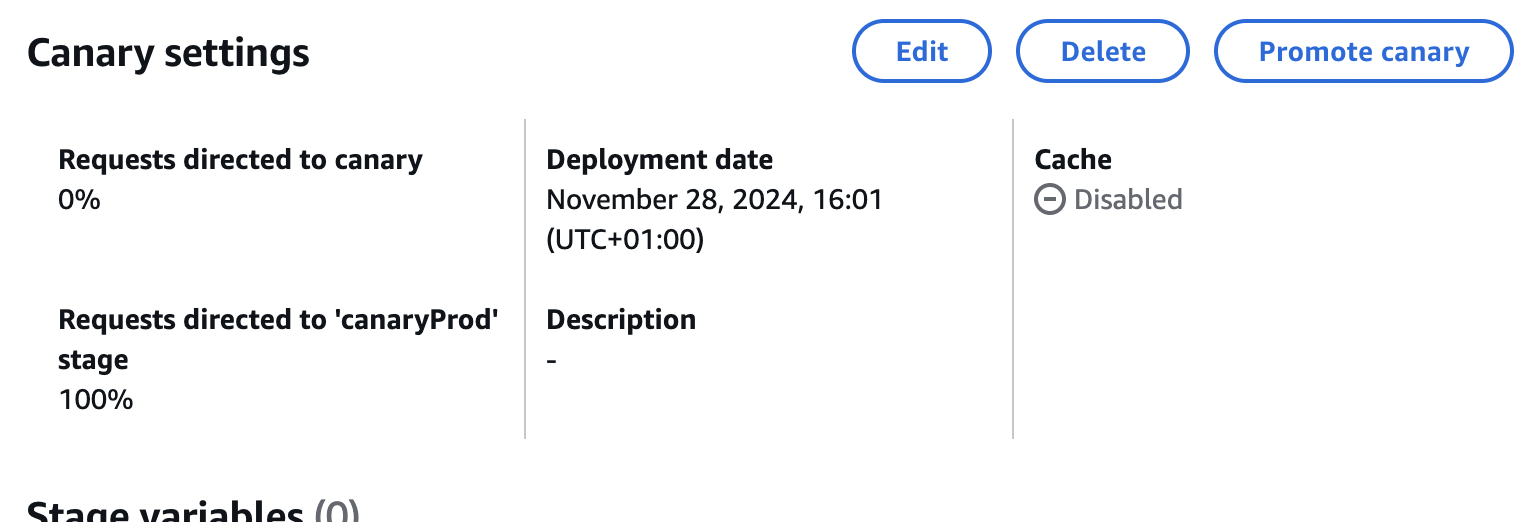 Canary settings
Edit
Delete
Promote canary
Requests directed to canary
0%
Deployment date
November 28, 2024, 16:01
(UTC+01:00)
Cache
Disabled
Requests directed to 'canaryProd'
stage
100%
Description
-
Stage variables (0)